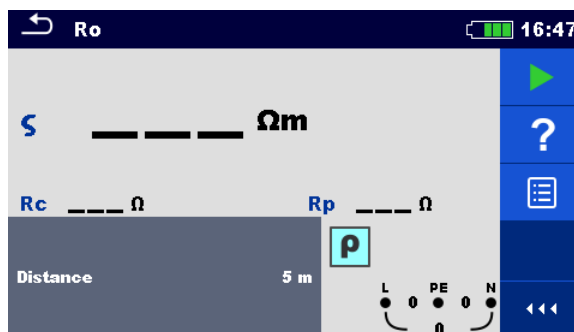 Ro 16:47
ς ___ Ωm
?
Rc ___ Ω Rp ___ Ω
ρ
Distance 5 m
L PE N
0 0
0